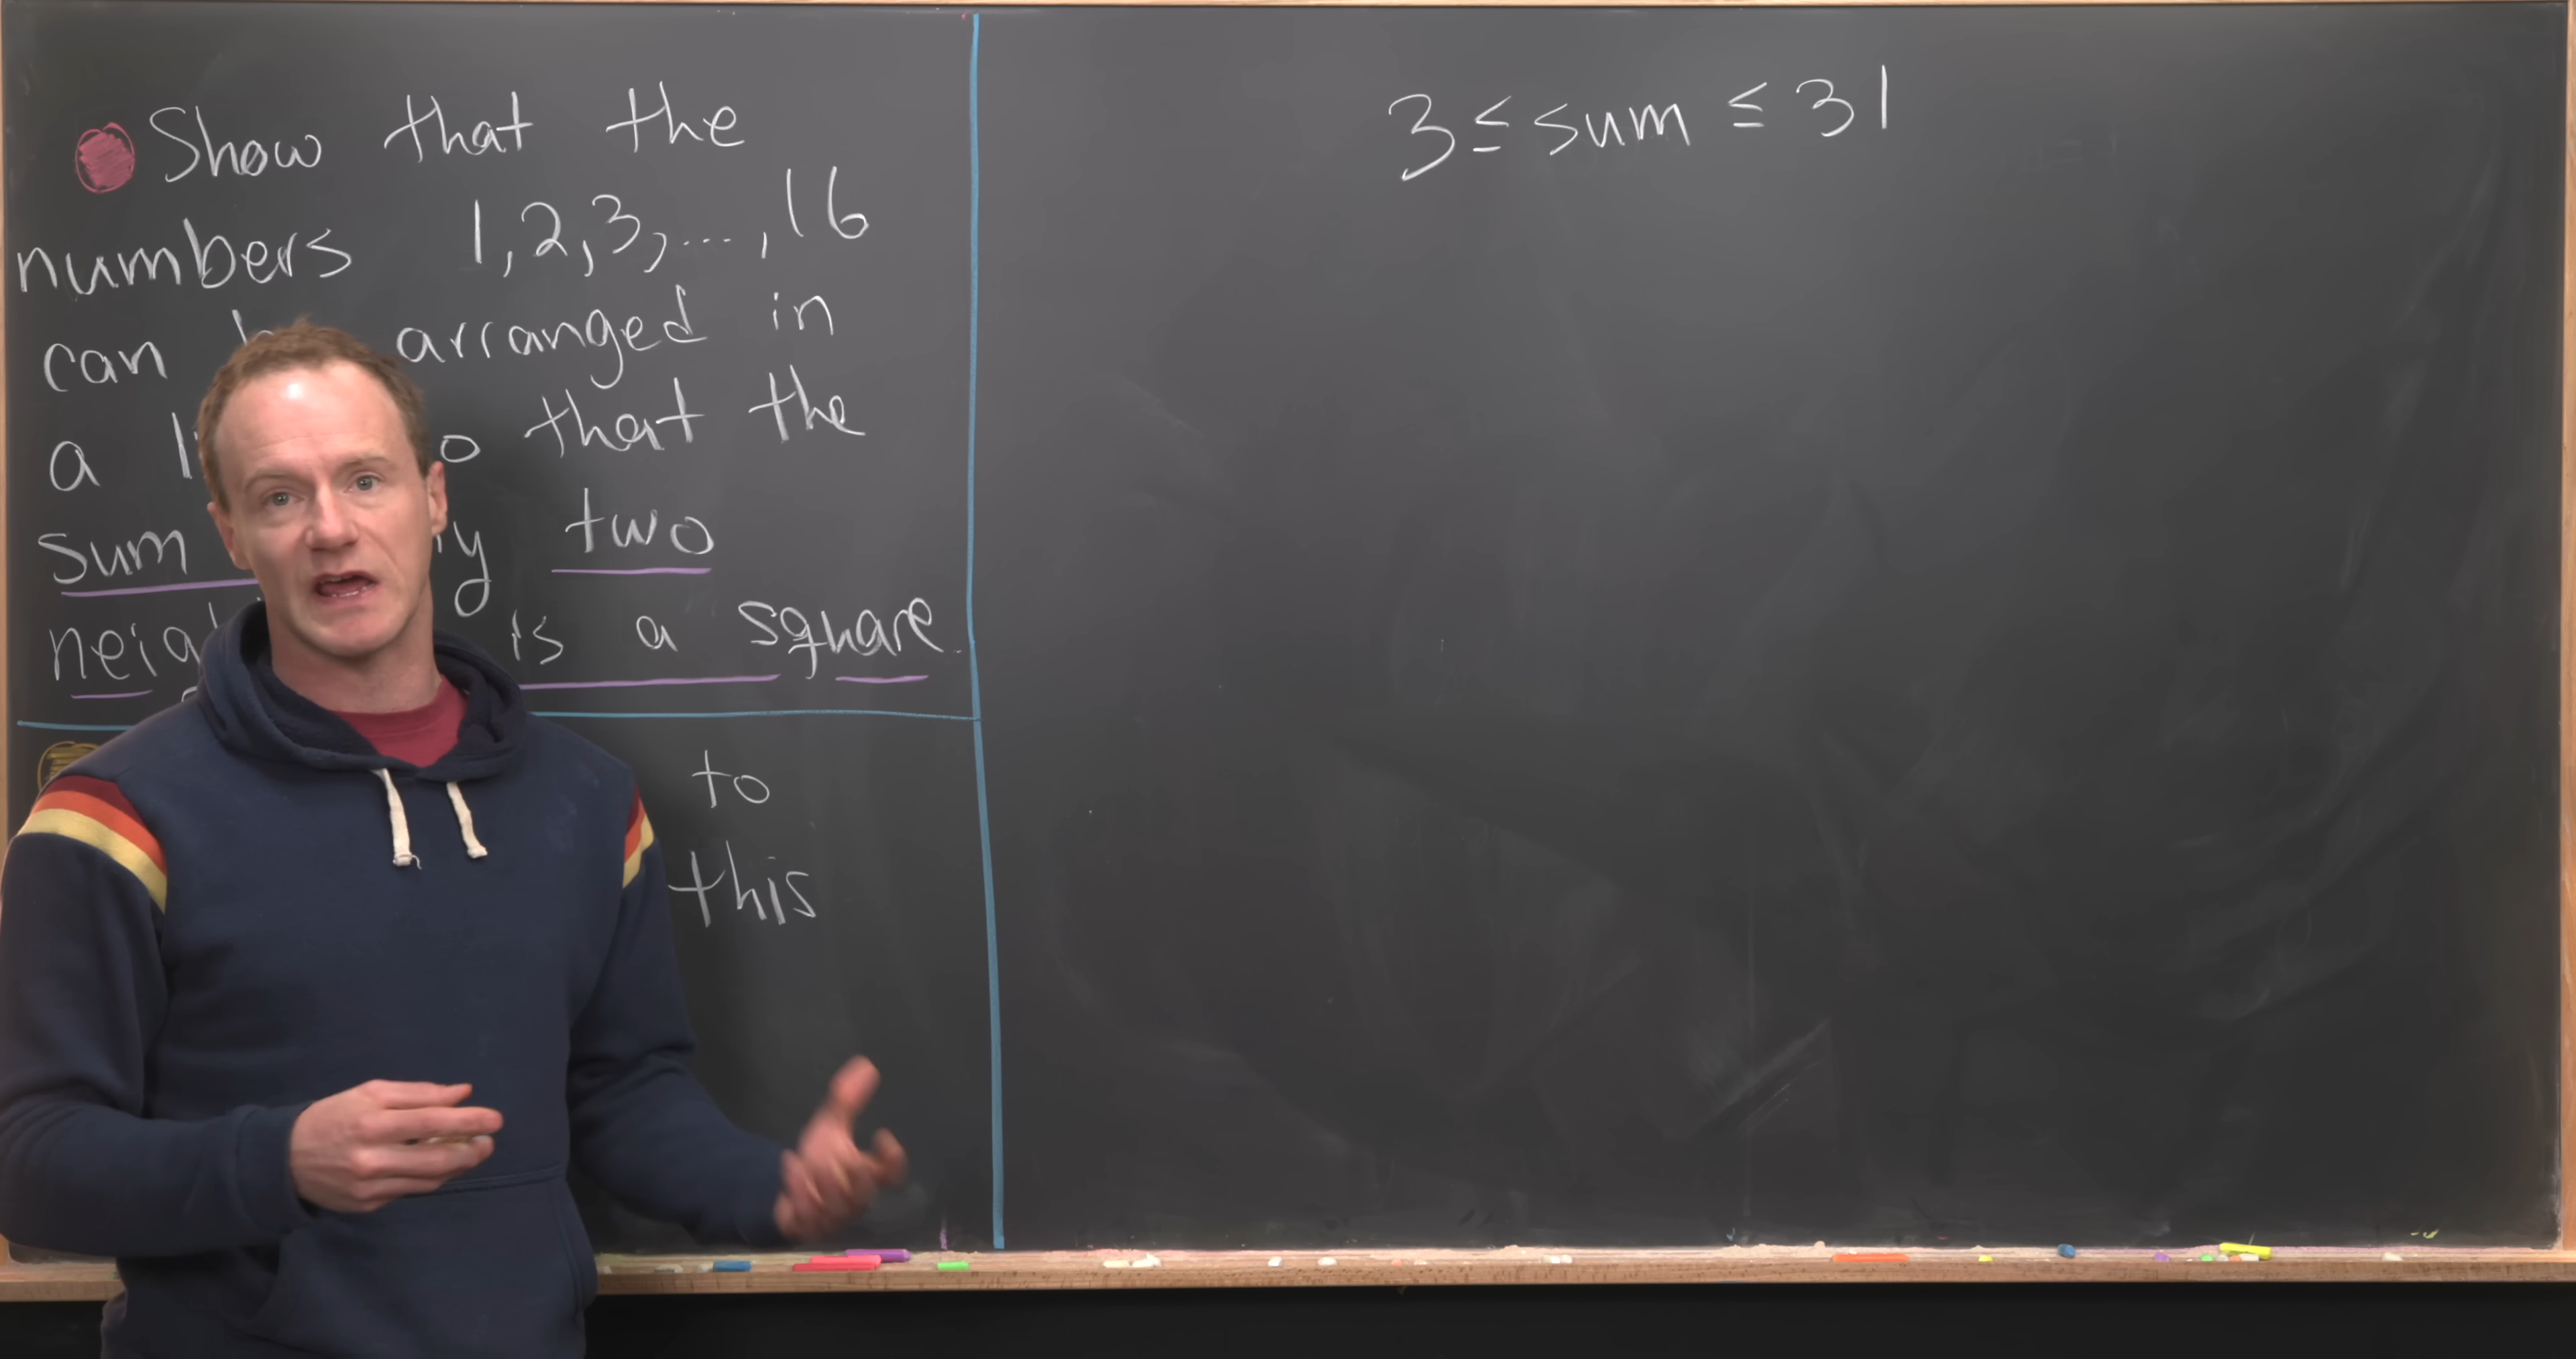 Show that the
numbers 1,2,3,...,16
can arranged in
a that the
sum two
is a square.
to
this
3 ≤ sum ≤ 31